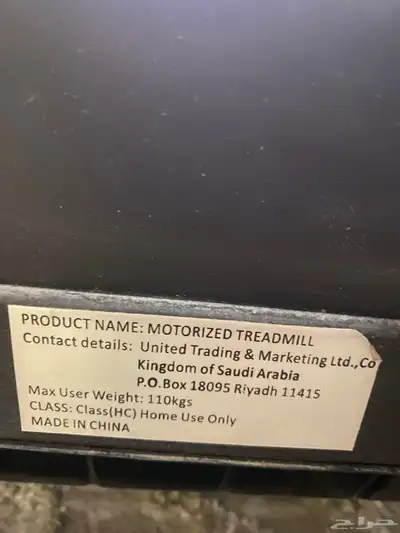 PRODUCT NAME: MOTORIZED TREADMILL
Contact details: United Trading & Marketing Ltd.,Co
Kingdom of Saudi Arabia
P.O.Box 18095 Riyadh 11415
Max User Weight: 110kgs
CLASS: Class(HC) Home Use Only
MADE IN CHINA
حراج